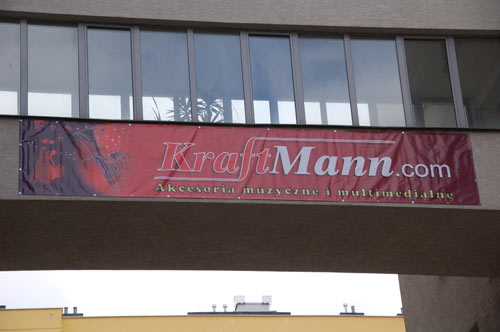 KraftMann.com
Akcesoria muzyczne i multimedialne